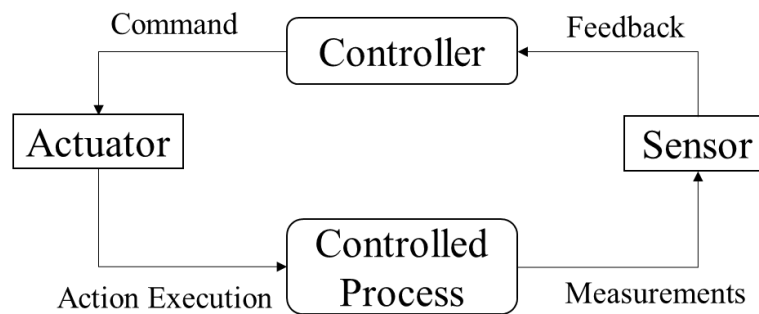 Command
Controller
Feedback
Actuator
Sensor
Controlled
Process
Action Execution
Measurements